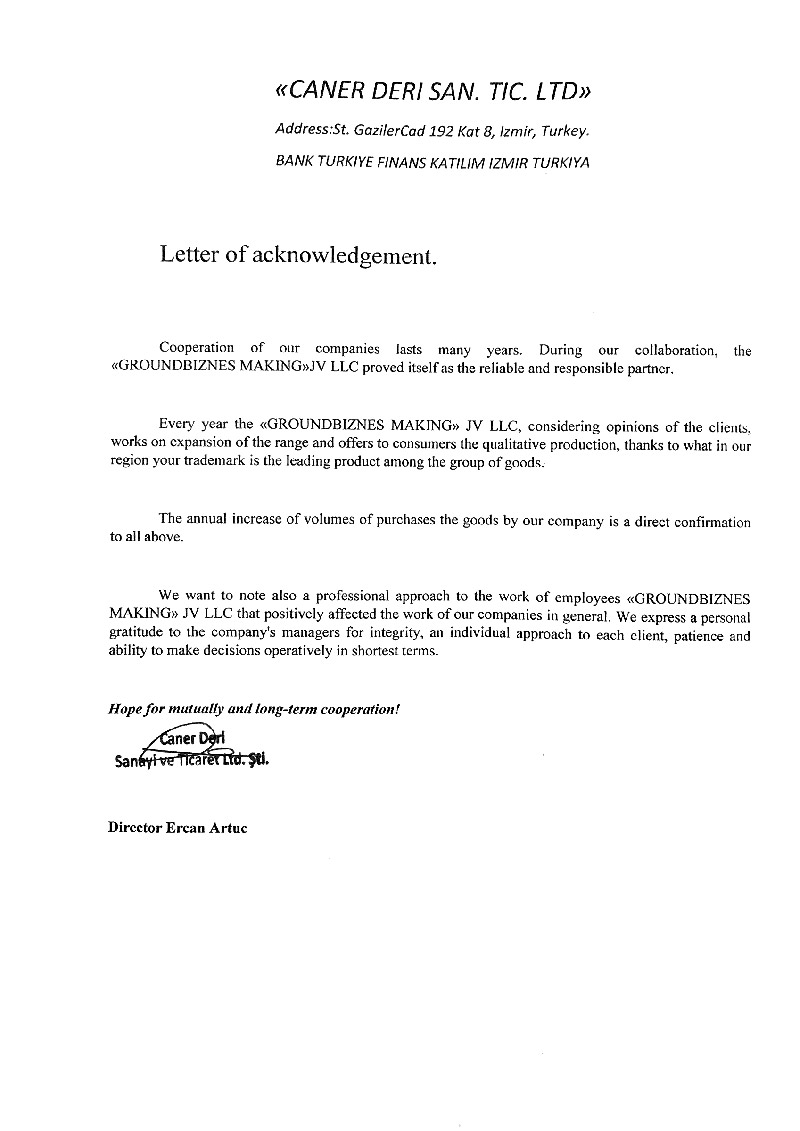 «CANER DERI SAN. TIC. LTD»
Address:St. GazilerCad 192 Kat 8, Izmir, Turkey.
BANK TURKIYE FINANS KATILIM IZMIR TURKIYA
Letter of acknowledgement.
Cooperation of our companies lasts many years. During our collaboration, the
«GROUNDBIZNES MAKING»JV LLC proved itself as the reliable and responsible partner.
Every year the «GROUNDBIZNES MAKING» JV LLC, considering opinions of the clients,
works on expansion of the range and offers to consumers the qualitative production, thanks to what in our
region your trademark is the leading product among the group of goods.
The annual increase of volumes of purchases the goods by our company is a direct confirmation
to all above.
We want to note also a professional approach to the work of employees «GROUNDBIZNES
MAKING» JV LLC that positively affected the work of our companies in general. We express a personal
gratitude to the company's managers for integrity, an individual approach to each client, patience and
ability to make decisions operatively in shortest terms.
Hope for mutually and long-term cooperation!
Caner Deri
Sanayi ve Ticaret Ltd. Şti.
Director Ercan Artuc